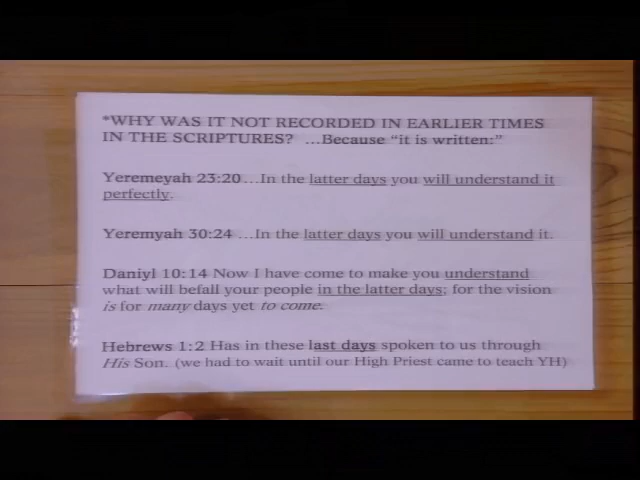 *WHY WAS IT NOT RECORDED IN EARLIER TIMES
IN THE SCRIPTURES? ...Because "it is written:"
Yeremeyah 23:20...In the latter days you will understand it
perfectly.
Yeremyah 30:24...In the latter days you will understand it.
Daniyl 10:14 Now I have come to make you understand
what will befall your people in the latter days; for the vision
is for many days yet to come.
Hebrews 1:2 Has in these last days spoken to us through
His Son. (we had to wait until our High Priest came to teach YH)